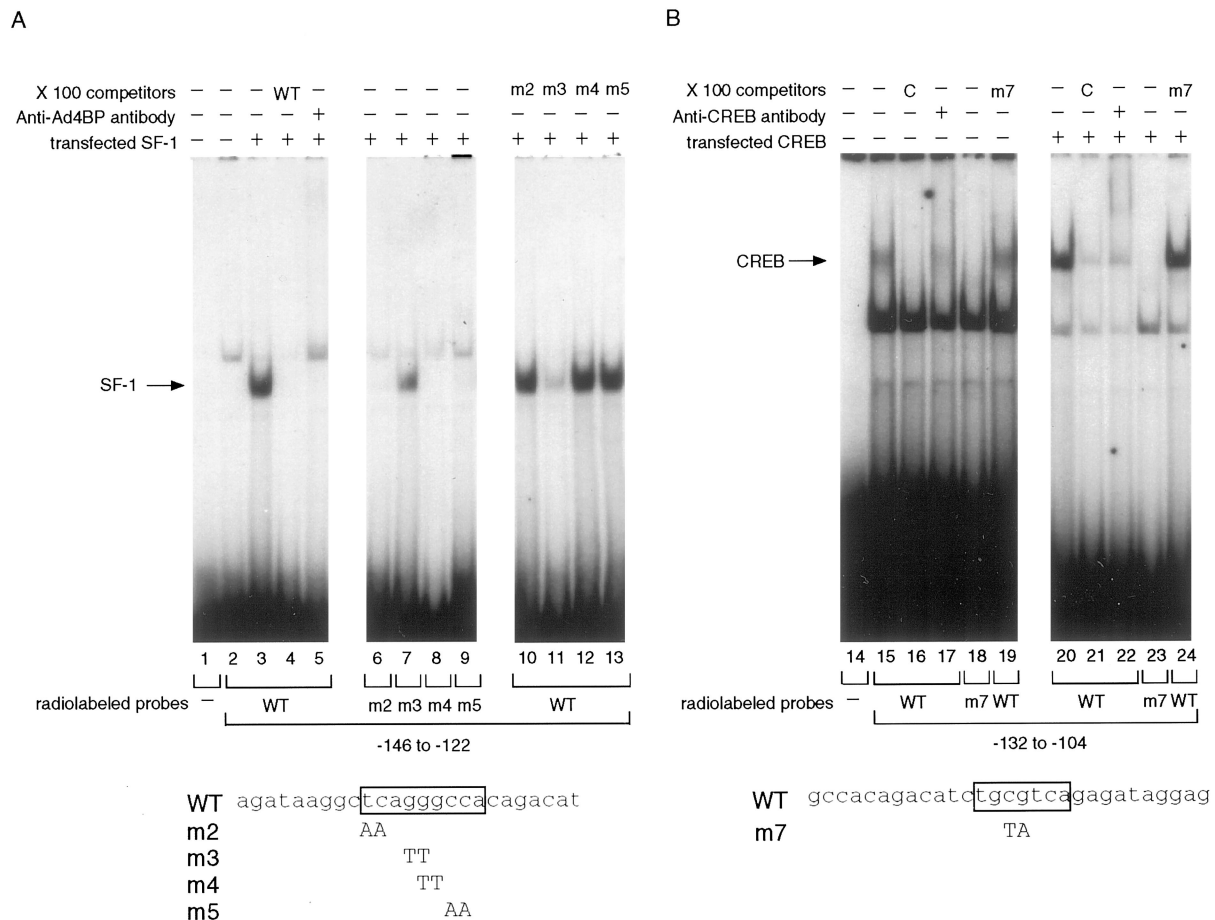 A
X 100 competitors – – – WT – – – – – m2 m3 m4 m5
Anti-Ad4BP antibody – – – – + – – – – – – – –
transfected SF-1 – – + + + + + + + + + + +
SF-1
1 2 3 4 5 6 7 8 9 10 11 12 13
radiolabeled probes – WT m2 m3 m4 m5 WT
-146 to -122
WT agataaggctcagggccacagacat
m2 AA
m3 TT
m4 TT
m5 AA
B
X 100 competitors – – C – – m7 – C – – m7
Anti-CREB antibody – – – + – – – – + – –
transfected CREB – – – – – – + + + + +
CREB
14 15 16 17 18 19 20 21 22 23 24
radiolabeled probes – WT m7 WT WT m7 WT
-132 to -104
WT gccacagacatctgcgtcagagataggag
m7 TA